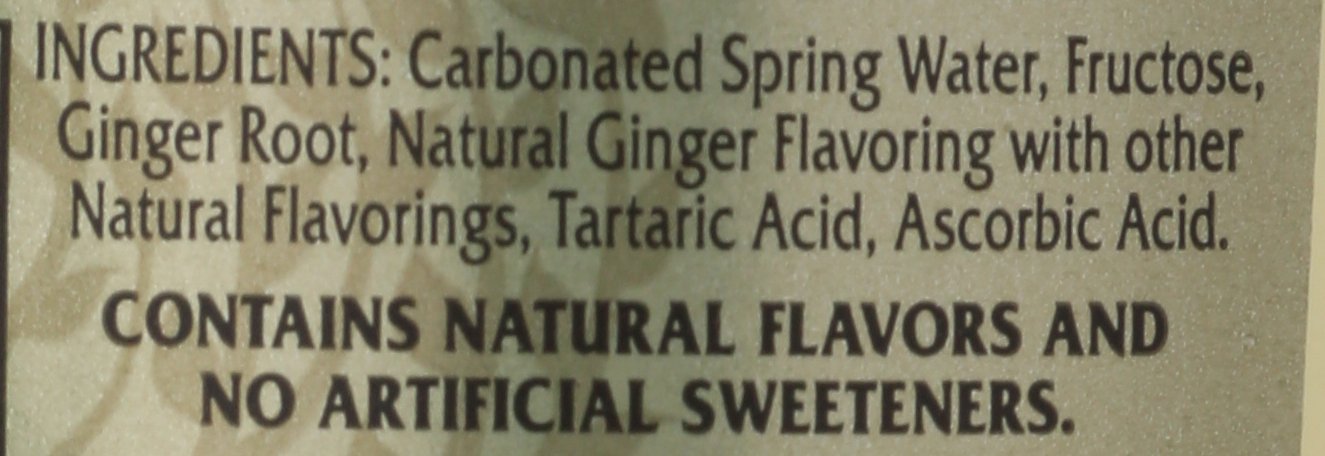 INGREDIENTS: Carbonated Spring Water, Fructose,
Ginger Root, Natural Ginger Flavoring with other
Natural Flavorings, Tartaric Acid, Ascorbic Acid.
CONTAINS NATURAL FLAVORS AND
NO ARTIFICIAL SWEETENERS.